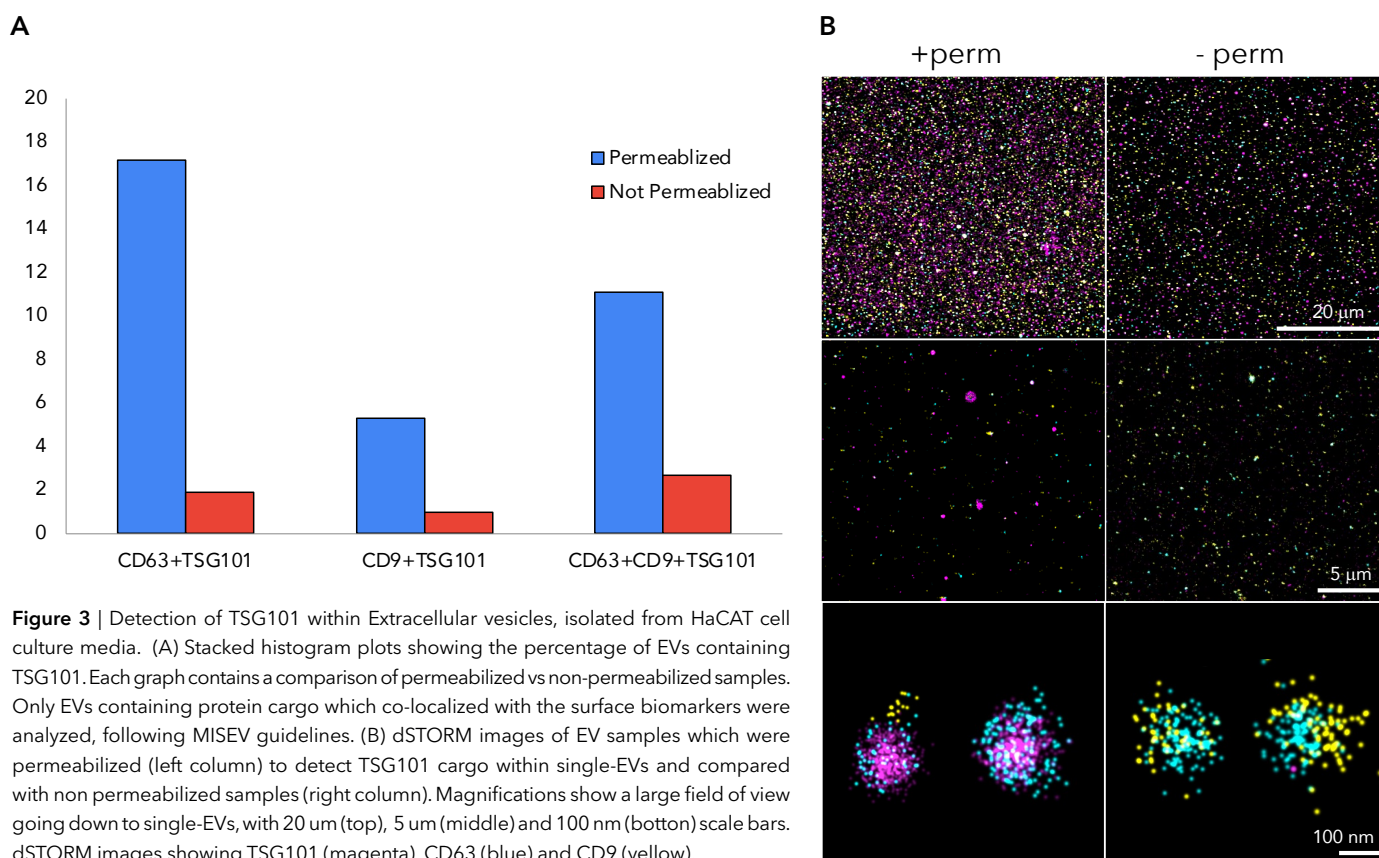 A
20
18
16
14
12
10
8
6
4
2
0
Permeablized
Not Permeablized
CD63+TSG101
CD9+TSG101
CD63+CD9+TSG101
Figure 3 | Detection of TSG101 within Extracellular vesicles, isolated from HaCAT cell
culture media. (A) Stacked histogram plots showing the percentage of EVs containing
TSG101. Each graph contains a comparison of permeabilized vs non-permeabilized samples.
Only EVs containing protein cargo which co-localized with the surface biomarkers were
analyzed, following MISEV guidelines. (B) dSTORM images of EV samples which were
permeabilized (left column) to detect TSG101 cargo within single-EVs and compared
with non permeabilized samples (right column). Magnifications show a large field of view
going down to single-EVs, with 20 um (top), 5 um (middle) and 100 nm (botton) scale bars.
dSTORM images showing TSG101 (magenta), CD63 (blue) and CD9 (yellow)
B
+perm
- perm
20 μm
5 μm
100 nm